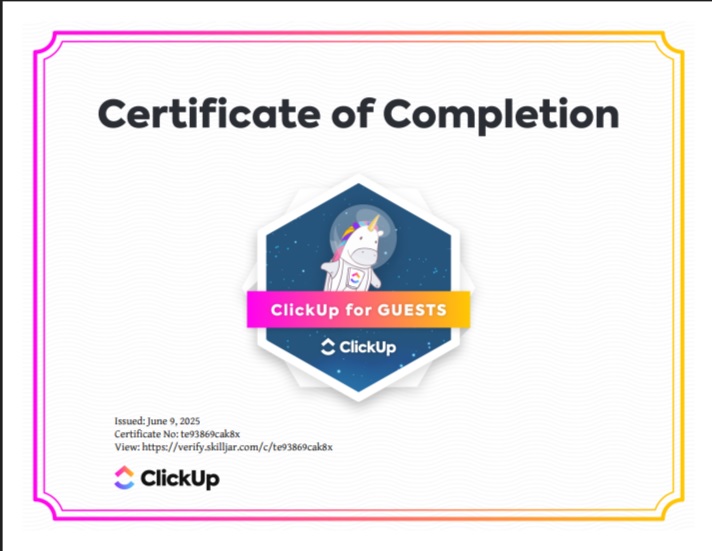 Certificate of Completion
ClickUp for GUESTS
ClickUp
Issued: June 9, 2025
Certificate No: te93869cak8x
View: https://verify.skilljar.com/c/te93869cak8x
ClickUp